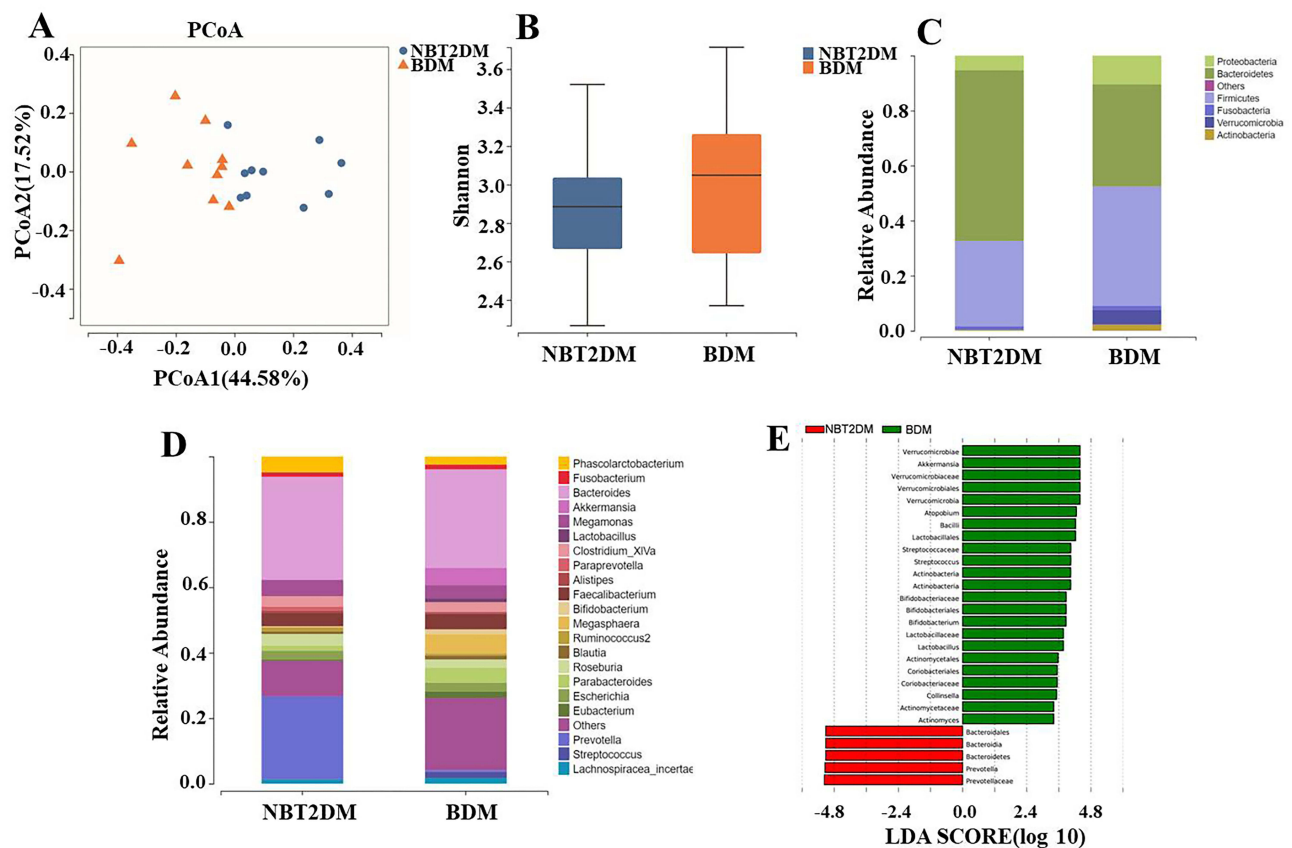 A
PCoA
NBT2DM
BDM
0.4
0.2
0.0
-0.2
-0.4
PCoA2(17.52%)
-0.4
-0.2
0.0
0.2
0.4
PCoA1(44.58%)
B
NBT2DM
BDM
3.6
3.4
3.2
3.0
2.8
2.6
2.4
Shannon
NBT2DM
BDM
C
Proteobacteria
Bacteroidetes
Others
Firmicutes
Fusobacteria
Verrucomicrobia
Actinobacteria
0.8
0.6
0.4
0.2
0.0
Relative Abundance
NBT2DM
BDM
D
Phascolarctobacterium
Fusobacterium
Bacteroides
Akkermansia
Megamonas
Lactobacillus
Clostridium_XlVa
Paraprevotella
Alistipes
Faecalibacterium
Bifidobacterium
Megasphaera
Ruminococcus2
Blautia
Roseburia
Parabacteroides
Escherichia
Eubacterium
Others
Prevotella
Streptococcus
Lachnospiracea_incertae
0.8
0.6
0.4
0.2
0.0
Relative Abundance
NBT2DM
BDM
E
NBT2DM
BDM
Verrucomicrobiae
Akkermansia
Verrucomicrobiaceae
Verrucomicrobiales
Verrucomicrobia
Atopobium
Bacilli
Lactobacillales
Streptococcaceae
Streptococcus
Actinobacteria
Actinobacteria
Bifidobacteriaceae
Bifidobacteriales
Bifidobacterium
Lactobacillaceae
Lactobacillus
Actinomycetales
Coriobacteriales
Coriobacteriaceae
Collinsella
Actinomycetaceae
Actinomyces
Bacteroidales
Bacteroidia
Bacteroidetes
Prevotella
Prevotellaceae
-4.8
-2.4
0.0
2.4
4.8
LDA SCORE(log 10)